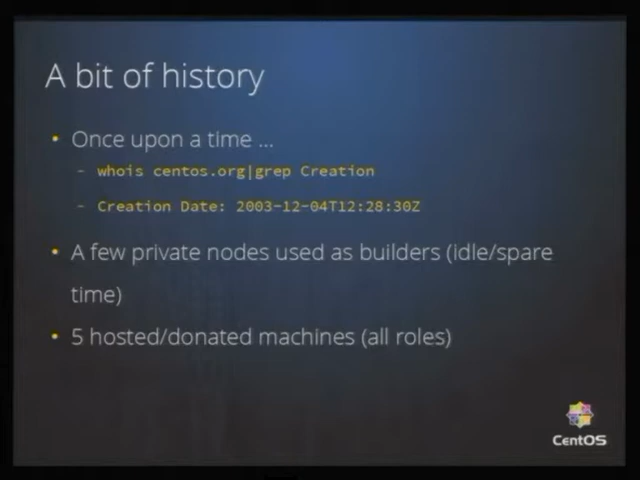 A bit of history
• Once upon a time ...
- whois centos.org|grep Creation
- Creation Date: 2003-12-04T12:28:30Z
• A few private nodes used as builders (idle/spare
time)
• 5 hosted/donated machines (all roles)
CentOS